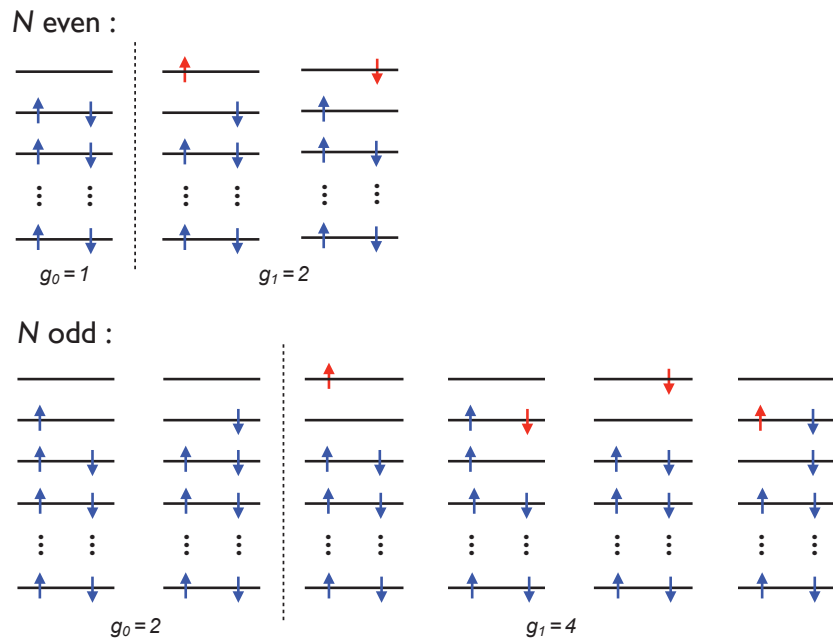 N even :
g₀ = 1
g₁ = 2
N odd :
g₀ = 2
g₁ = 4